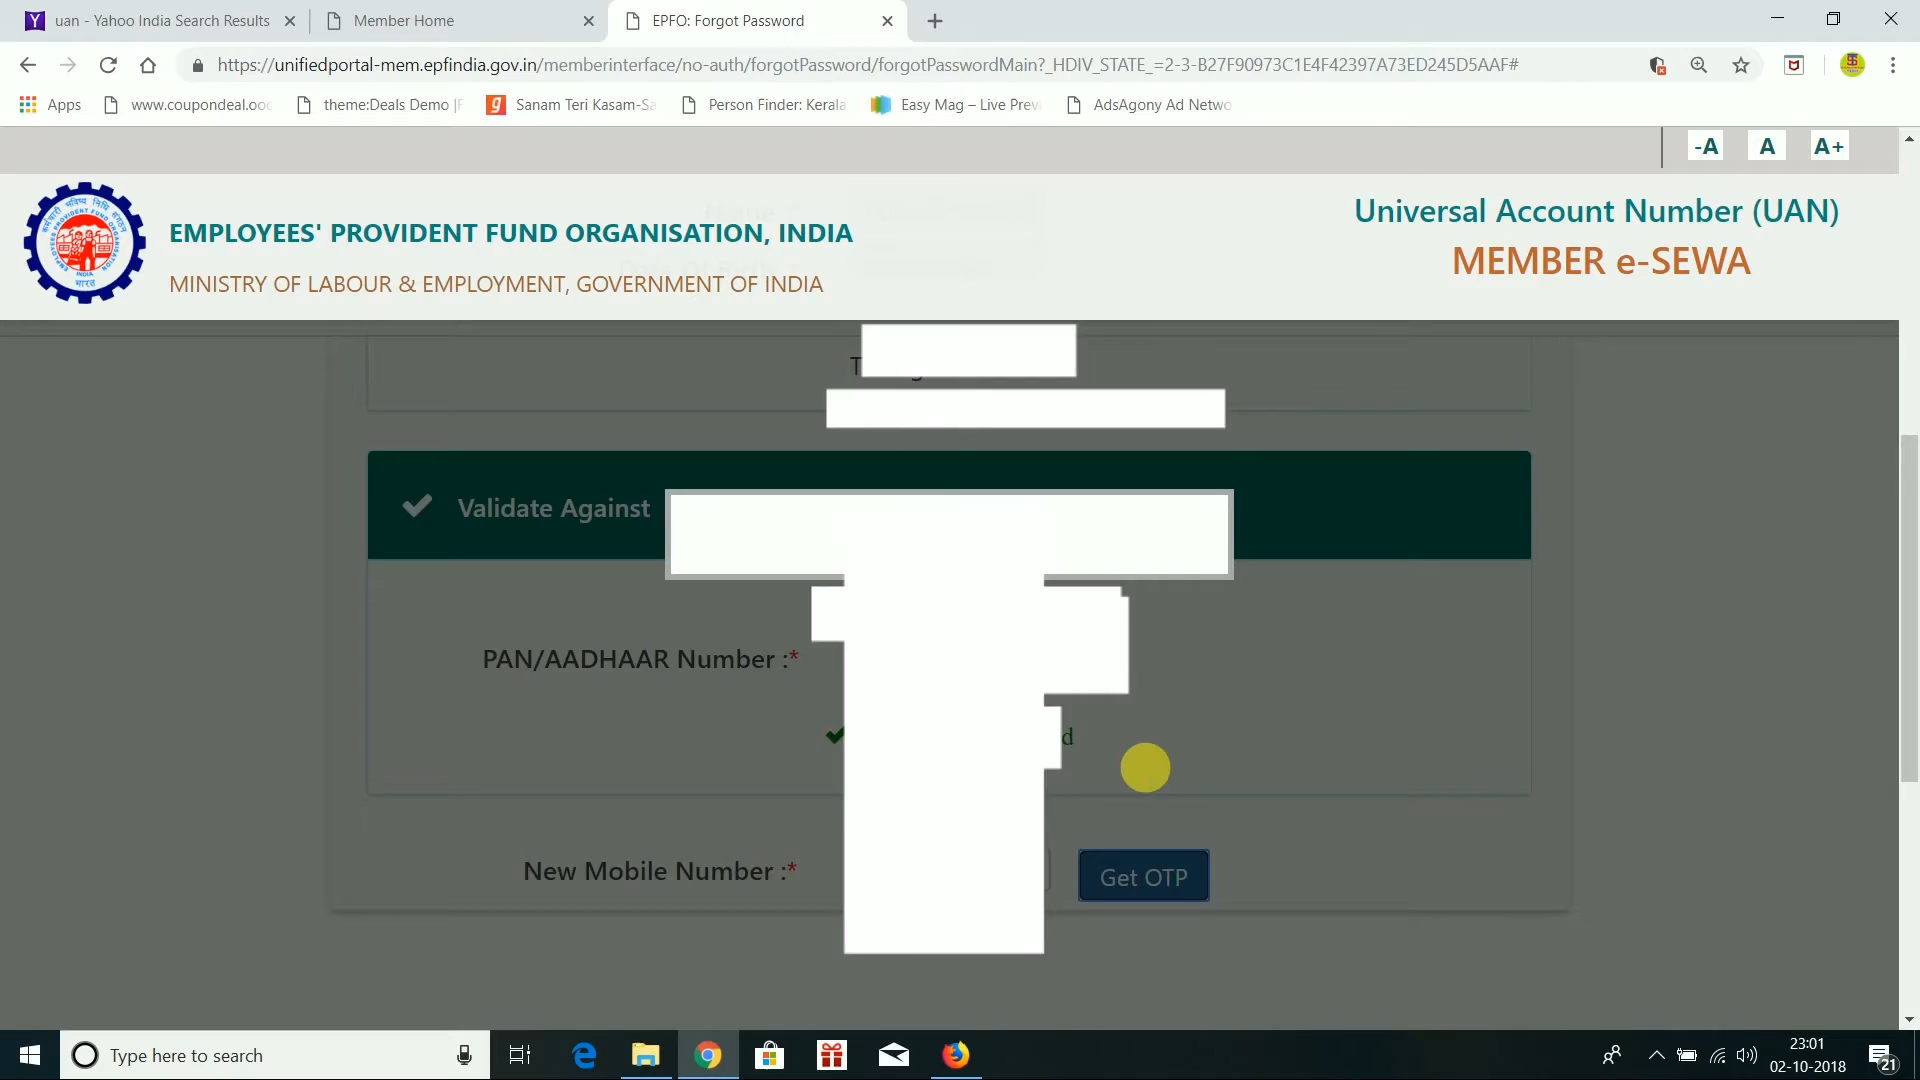 uan - Yahoo India Search Results
Member Home
EPFO: Forgot Password
https://unifiedportal-mem.epfindia.gov.in/memberinterface/no-auth/forgotPassword/forgotPasswordMain?_HDIV_STATE_=2-3-B27F90973C1E4F42397A73ED245D5AAF#
Apps
www.coupondeal.ooc
theme:Deals Demo |F
Sanam Teri Kasam-Sa
Person Finder: Kerala
Easy Mag – Live Previ
AdsAgony Ad Netwo
-A A A+
EMPLOYEES' PROVIDENT FUND ORGANISATION, INDIA
MINISTRY OF LABOUR & EMPLOYMENT, GOVERNMENT OF INDIA
Universal Account Number (UAN)
MEMBER e-SEWA
Validate Against
PAN/AADHAAR Number :*
d
New Mobile Number :*
Get OTP
Type here to search
23:01
02-10-2018
21